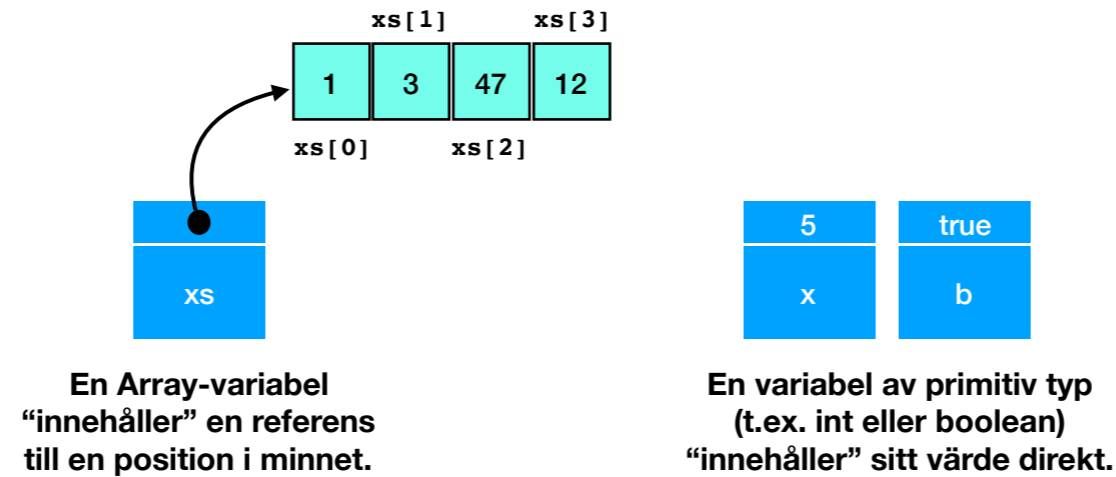 xs[1] xs[3]
1 3 47 12
xs[0] xs[2]
5 true
xs x b
En Array-variabel
“innehåller” en referens
till en position i minnet.
En variabel av primitiv typ
(t.ex. int eller boolean)
“innehåller” sitt värde direkt.